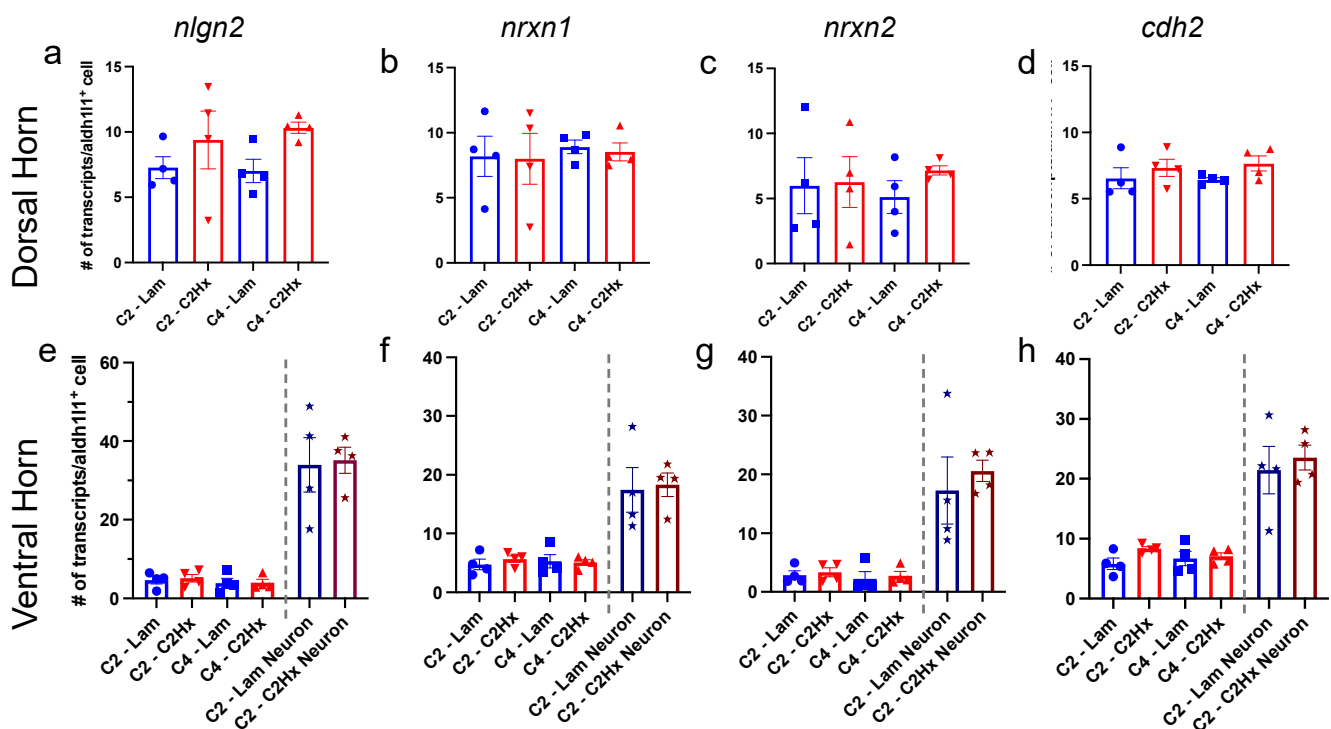 nlgn2
nrxn1
nrxn2
cdh2
Dorsal Horn
a
# of transcripts/aldh1l1+ cell
15
10
5
0
C2 - Lam
C2 - C2Hx
C4 - Lam
C4 - C2Hx
b
15
10
5
0
C2 - Lam
C2 - C2Hx
C4 - Lam
C4 - C2Hx
c
15
10
5
0
C2 - Lam
C2 - C2Hx
C4 - Lam
C4 - C2Hx
d
15
10
5
0
C2 - Lam
C2 - C2Hx
C4 - Lam
C4 - C2Hx
Ventral Horn
e
# of transcripts/aldh1l1+ cell
60
40
20
0
C2 - Lam
C2 - C2Hx
C4 - Lam
C4 - C2Hx
C2 - Lam Neuron
C2 - C2Hx Neuron
f
40
30
20
10
0
C2 - Lam
C2 - C2Hx
C4 - Lam
C4 - C2Hx
C2 - Lam Neuron
C2 - C2Hx Neuron
g
40
30
20
10
0
C2 - Lam
C2 - C2Hx
C4 - Lam
C4 - C2Hx
C2 - Lam Neuron
C2 - C2Hx Neuron
h
40
30
20
10
0
C2 - Lam
C2 - C2Hx
C4 - Lam
C4 - C2Hx
C2 - Lam Neuron
C2 - C2Hx Neuron